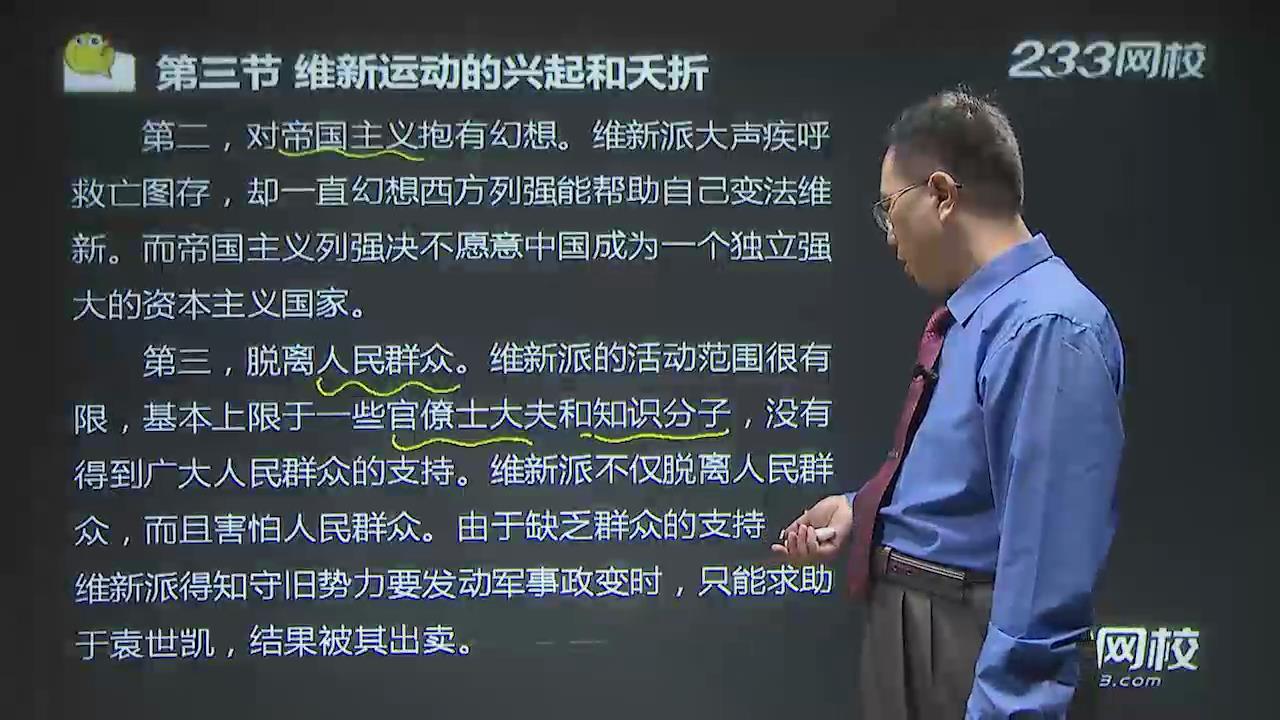 第三节 维新运动的兴起和夭折
233网校
第二，对帝国主义抱有幻想。维新派大声疾呼
救亡图存，却一直幻想西方列强能帮助自己变法维
新。而帝国主义列强决不愿意中国成为一个独立强
大的资本主义国家。
第三，脱离人民群众。维新派的活动范围很有
限，基本上限于一些官僚士大夫和知识分子，没有
得到广大人民群众的支持。维新派不仅脱离人民群
众，而且害怕人民群众。由于缺乏群众的支持
维新派得知守旧势力要发动军事政变时，只能求助
于袁世凯，结果被其出卖。
网校
3.com